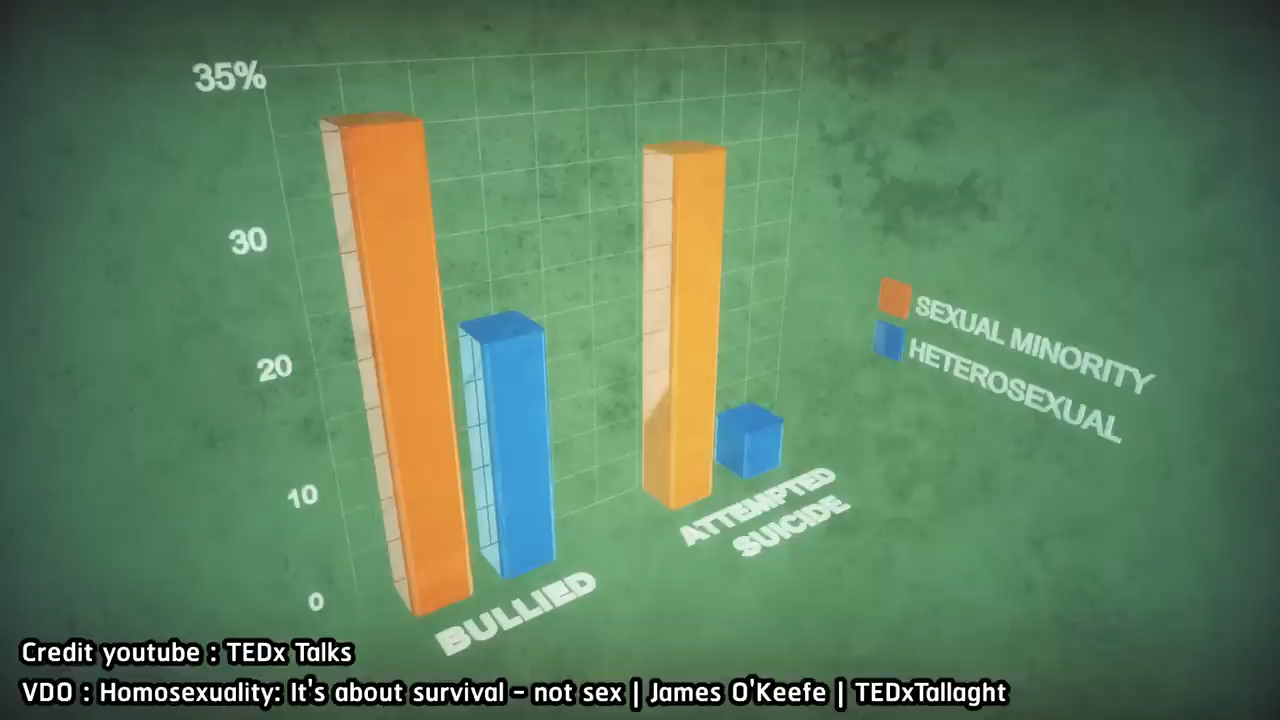 35%
30
20
10
0
BULLIED
ATTEMPTED
SUICIDE
SEXUAL MINORITY
HETEROSEXUAL
Credit youtube : TEDx Talks
VDO : Homosexuality: It's about survival - not sex | James O'Keefe | TEDxTallaght